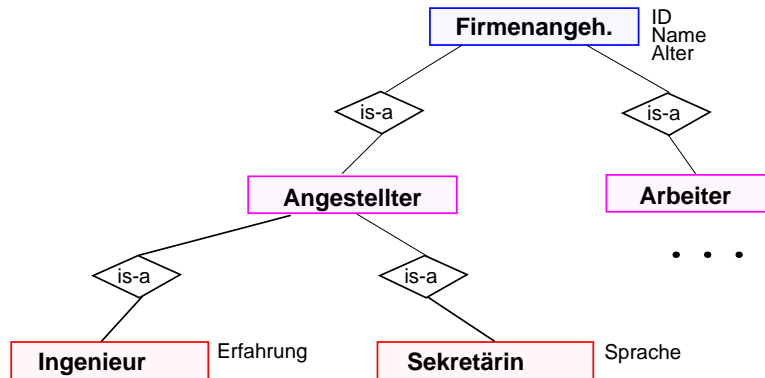 Firmenangeh.
ID
Name
Alter
is-a
is-a
Angestellter
Arbeiter
. . .
is-a
is-a
Ingenieur
Erfahrung
Sekretärin
Sprache